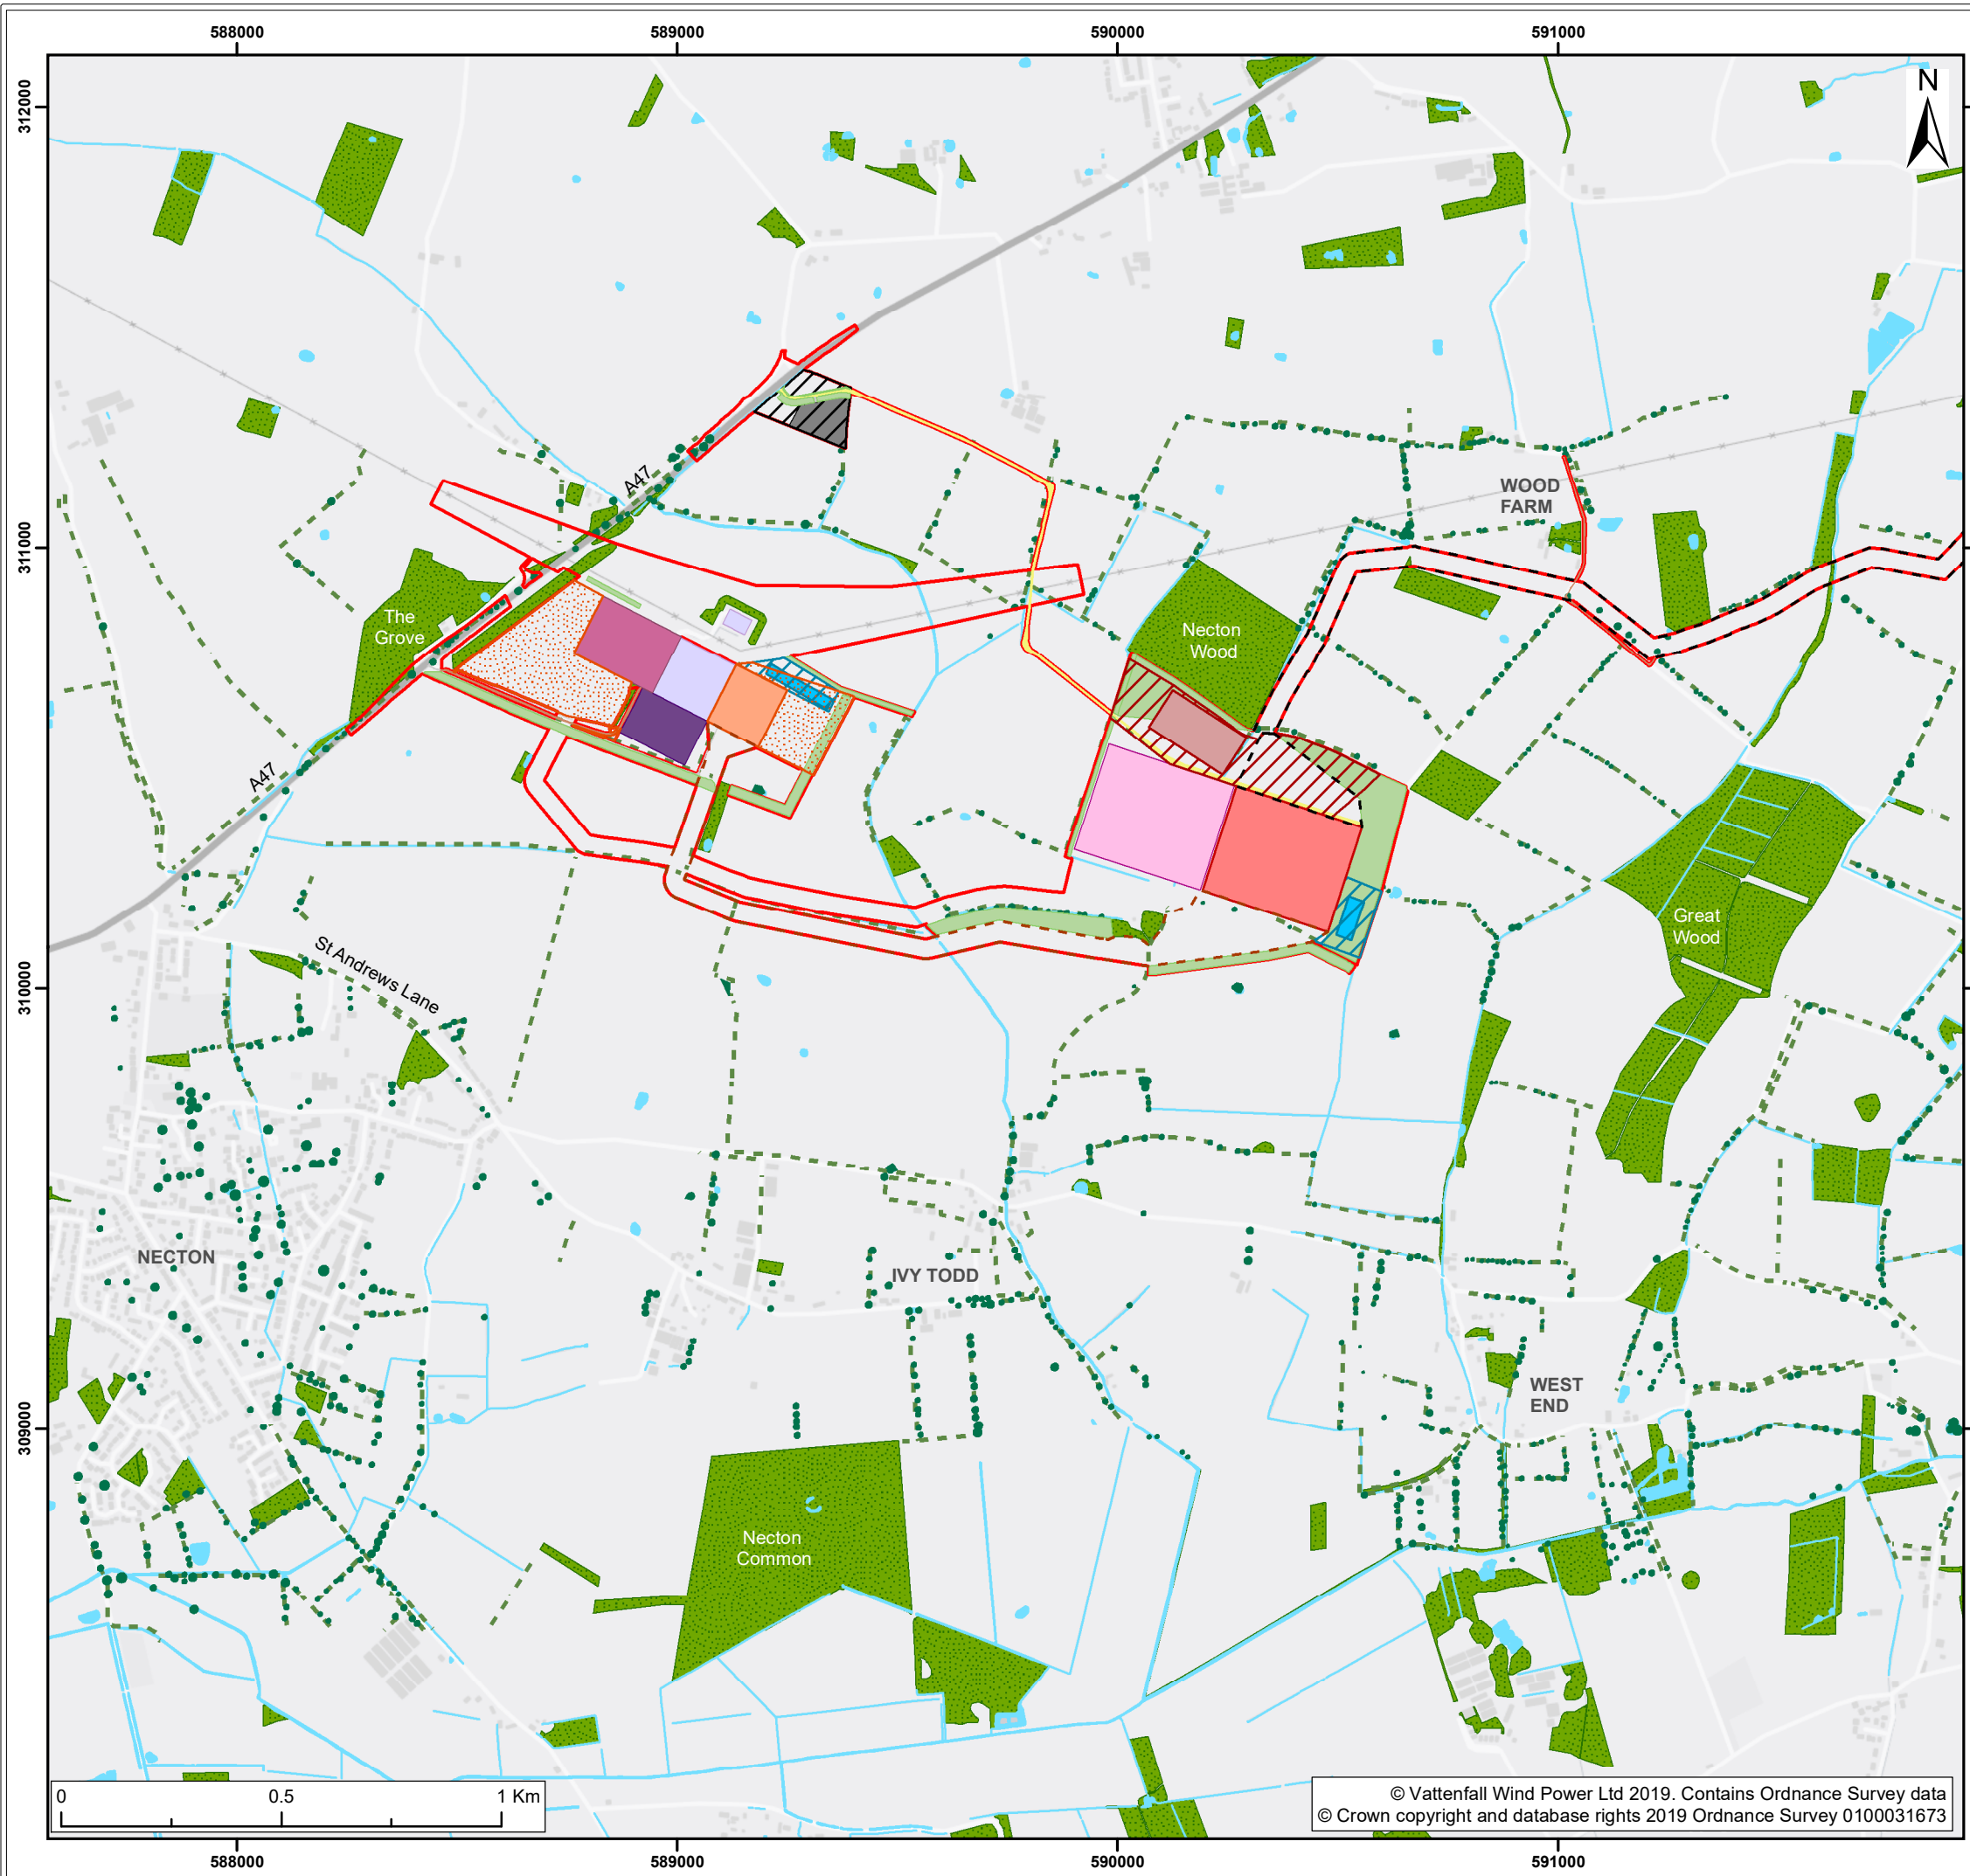 588000
589000
590000
591000
312000
N
A47
WOOD
FARM
311000
The
Grove
Necton
Wood
A47
Great
Wood
St Andrews Lane
310000
NECTON
IVY TODD
WEST
END
309000
Necton
Common
0 0.5 1 Km
© Vattenfall Wind Power Ltd 2019. Contains Ordnance Survey data
© Crown copyright and database rights 2019 Ordnance Survey 0100031673
588000
589000
590000
591000